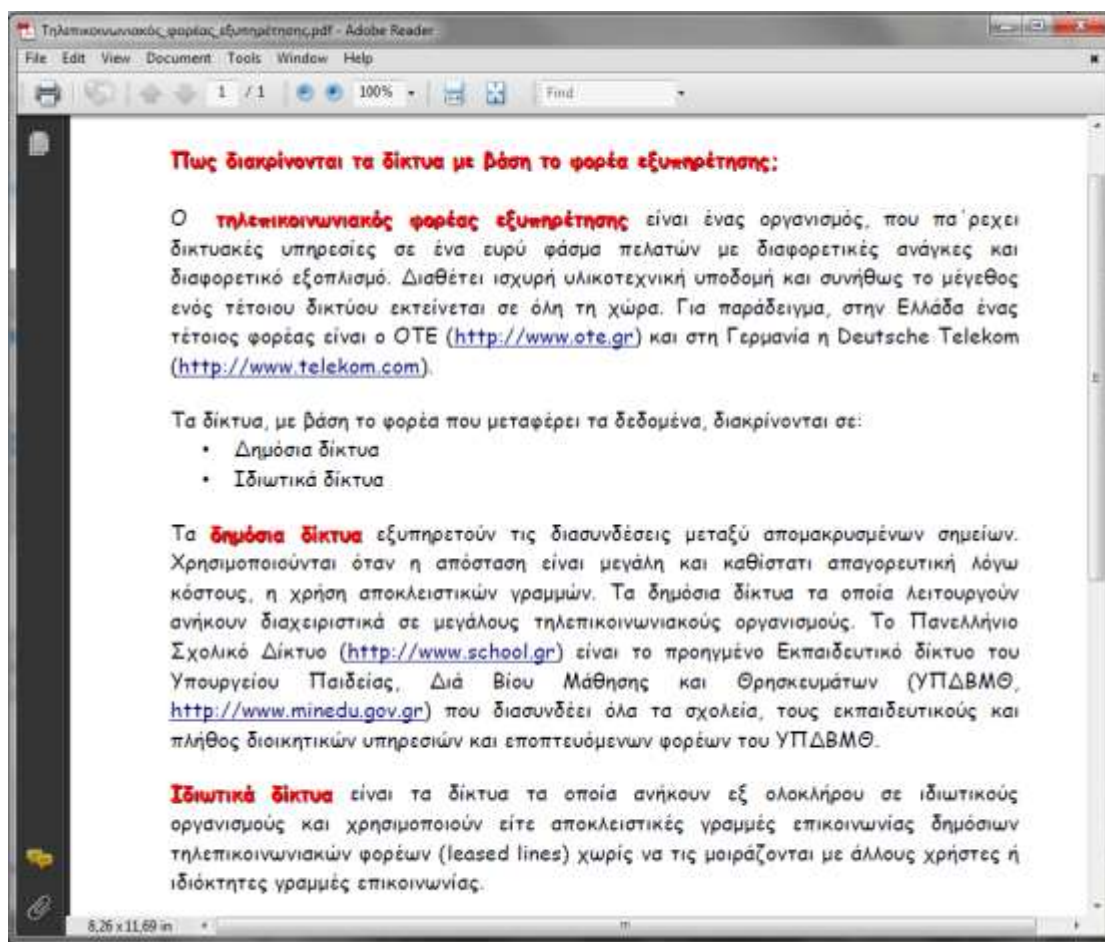 Τηλεπικοινωνιακός_φορέας_εξυπηρέτησης.pdf - Adobe Reader
File Edit View Document Tools Window Help
1 / 1 100% Find
Πως διακρίνονται τα δίκτυα με βάση το φορέα εξυπηρέτησης;
Ο τηλεπικοινωνιακός φορέας εξυπηρέτησης είναι ένας οργανισμός, που πα΄ρεχει
δικτυακές υπηρεσίες σε ένα ευρύ φάσμα πελατών με διαφορετικές ανάγκες και
διαφορετικό εξοπλισμό. Διαθέτει ισχυρή υλικοτεχνική υποδομή και συνήθως το μέγεθος
ενός τέτοιου δικτύου εκτείνεται σε όλη τη χώρα. Για παράδειγμα, στην Ελλάδα ένας
τέτοιος φορέας είναι ο ΟΤΕ (http://www.ote.gr) και στη Γερμανία η Deutsche Telekom
(http://www.telekom.com).
Τα δίκτυα, με βάση το φορέα που μεταφέρει τα δεδομένα, διακρίνονται σε:
• Δημόσια δίκτυα
• Ιδιωτικά δίκτυα
Τα δημόσια δίκτυα εξυπηρετούν τις διασυνδέσεις μεταξύ απομακρυσμένων σημείων.
Χρησιμοποιούνται όταν η απόσταση είναι μεγάλη και καθίστατι απαγορευτική λόγω
κόστους, η χρήση αποκλειστικών γραμμών. Τα δημόσια δίκτυα τα οποία λειτουργούν
ανήκουν διαχειριστικά σε μεγάλους τηλεπικοινωνιακούς οργανισμούς. Το Πανελλήνιο
Σχολικό Δίκτυο (http://www.school.gr) είναι το προηγμένο Εκπαιδευτικό δίκτυο του
Υπουργείου Παιδείας, Διά Βίου Μάθησης και Θρησκευμάτων (ΥΠΔΒΜΘ,
http://www.minedu.gov.gr) που διασυνδέει όλα τα σχολεία, τους εκπαιδευτικούς και
πλήθος διοικητικών υπηρεσιών και εποπτευόμενων φορέων του ΥΠΔΒΜΘ.
Ιδιωτικά δίκτυα είναι τα δίκτυα τα οποία ανήκουν εξ ολοκλήρου σε ιδιωτικούς
οργανισμούς και χρησιμοποιούν είτε αποκλειστικές γραμμές επικοινωνίας δημόσιων
τηλεπικοινωνιακών φορέων (leased lines) χωρίς να τις μοιράζονται με άλλους χρήστες ή
ιδιόκτητες γραμμές επικοινωνίας.
8,26 x 11,69 in